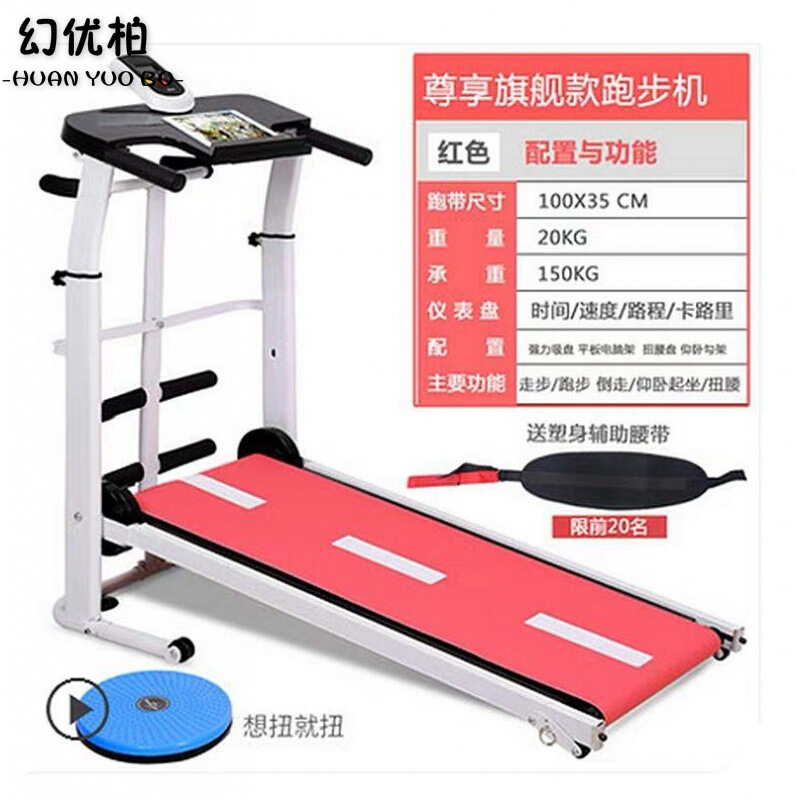 幻优柏
-HUAN YUO BO-
尊享旗舰款跑步机
红色 配置与功能
跑带尺寸 100X35 CM
重 量 20KG
承 重 150KG
仪表盘 时间/速度/路程/卡路里
配 置 强力吸盘 平板电脑架 扭腰盘 仰卧勾架
主要功能 走步/跑步 倒走/仰卧起坐/扭腰
送塑身辅助腰带
限前20名
想扭就扭